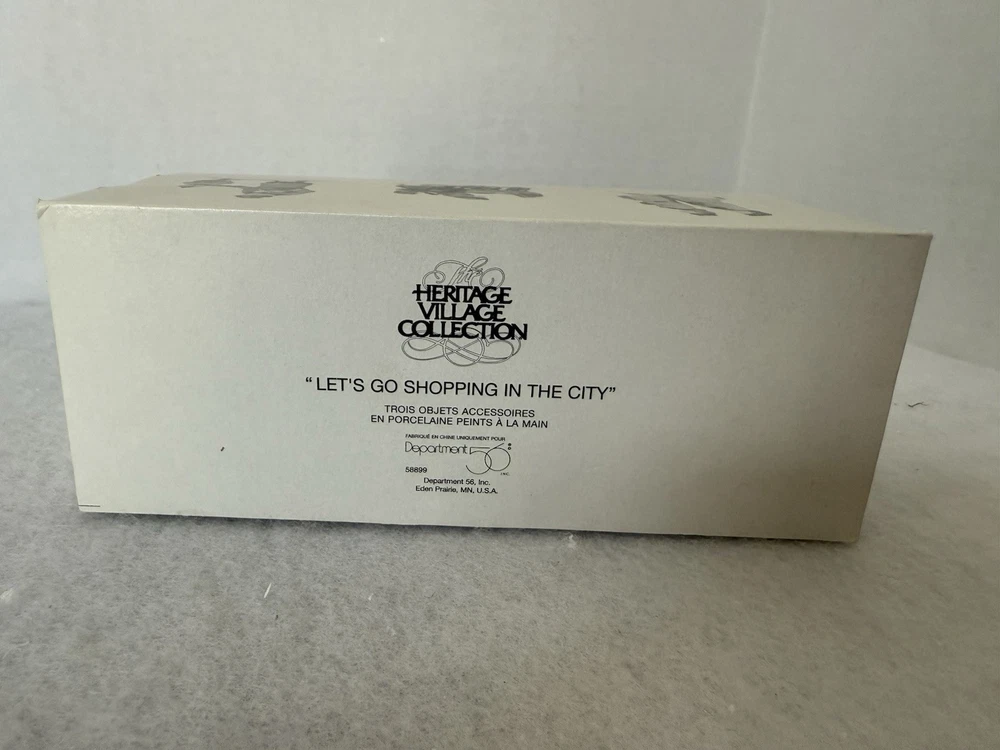 The
HERITAGE
VILLAGE
COLLECTION
“LET'S GO SHOPPING IN THE CITY”
TROIS OBJETS ACCESSOIRES
EN PORCELAINE PEINTS À LA MAIN
FABRIQUÉ EN CHINE UNIQUEMENT POUR
Department 56
INC.
58899
Department 56, Inc.
Eden Prairie, MN, U.S.A.